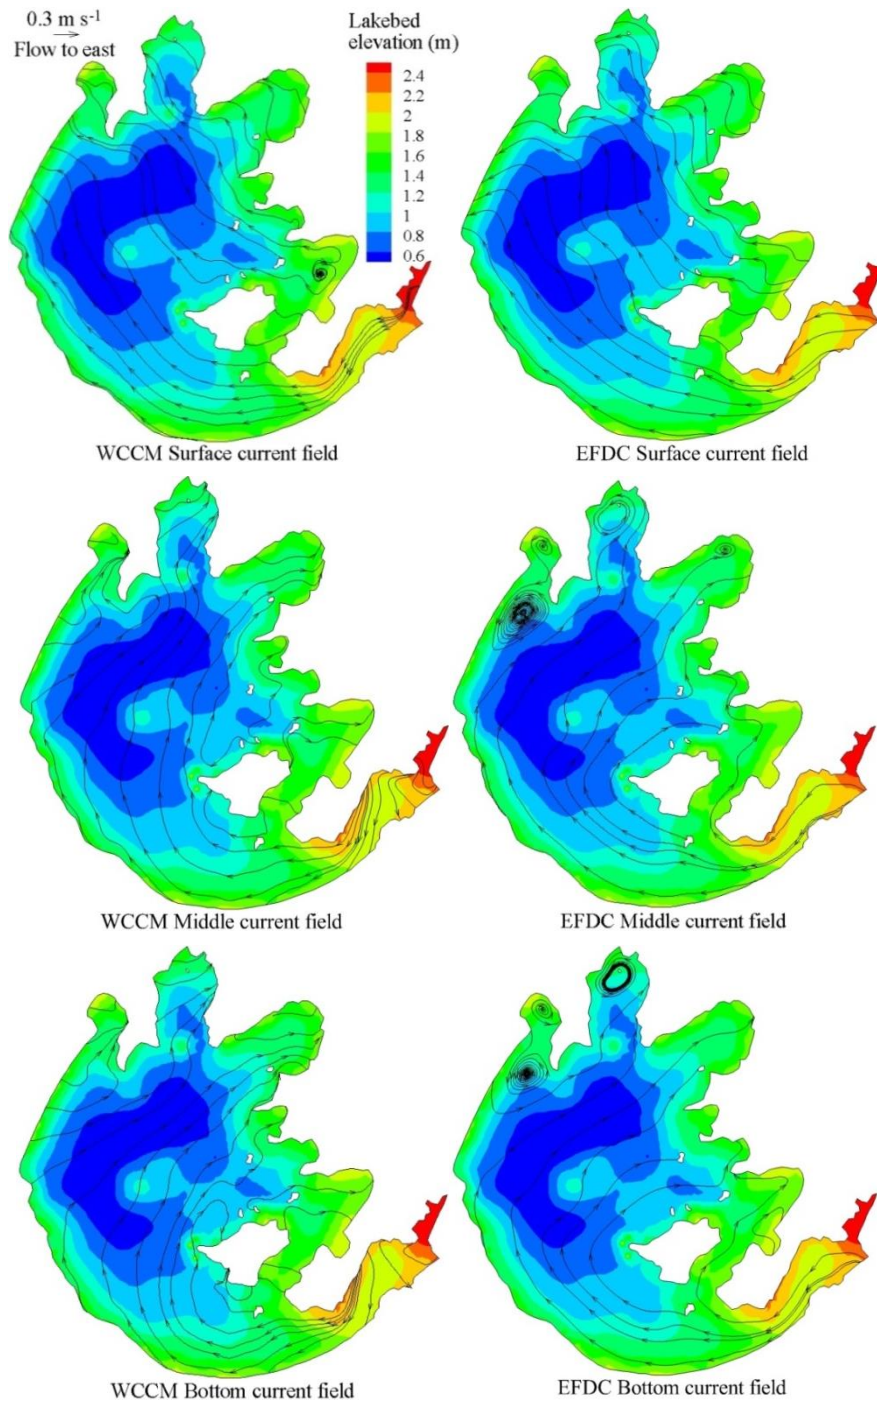 0.3 m s⁻¹
Flow to east
Lakebed
elevation (m)
2.4
2.2
2
1.8
1.6
1.4
1.2
1
0.8
0.6
WCCM Surface current field
EFDC Surface current field
WCCM Middle current field
EFDC Middle current field
WCCM Bottom current field
EFDC Bottom current field